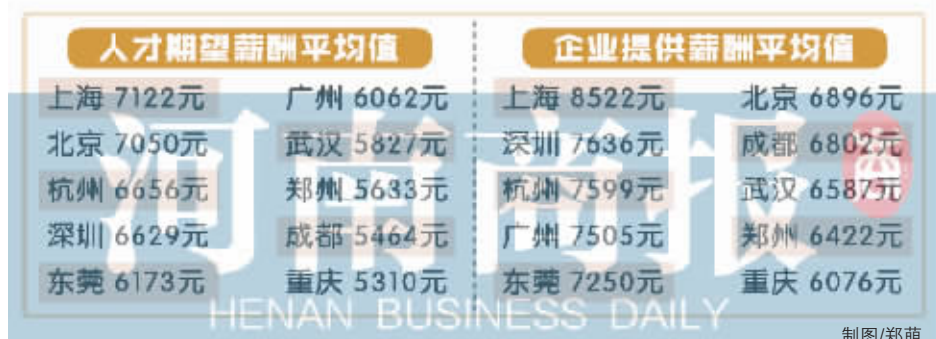 人才期望薪酬平均值
上海 7122元 广州 6062元
北京 7050元 武汉 5827元
杭州 6656元 郑州 5633元
深圳 6629元 成都 5464元
东莞 6173元 重庆 5310元
企业提供薪酬平均值
上海 8522元 北京 6896元
深圳 7636元 成都 6802元
杭州 7599元 武汉 6587元
广州 7505元 郑州 6422元
东莞 7250元 重庆 6076元
河南商报
HENAN BUSINESS DAILY
制图/郑萌